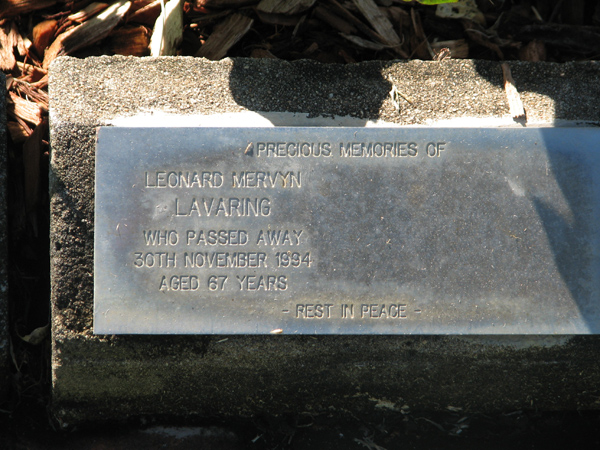 PRECIOUS MEMORIES OF
LEONARD MERVYN
LAVARING
WHO PASSED AWAY
30TH NOVEMBER 1994
AGED 67 YEARS
- REST IN PEACE -